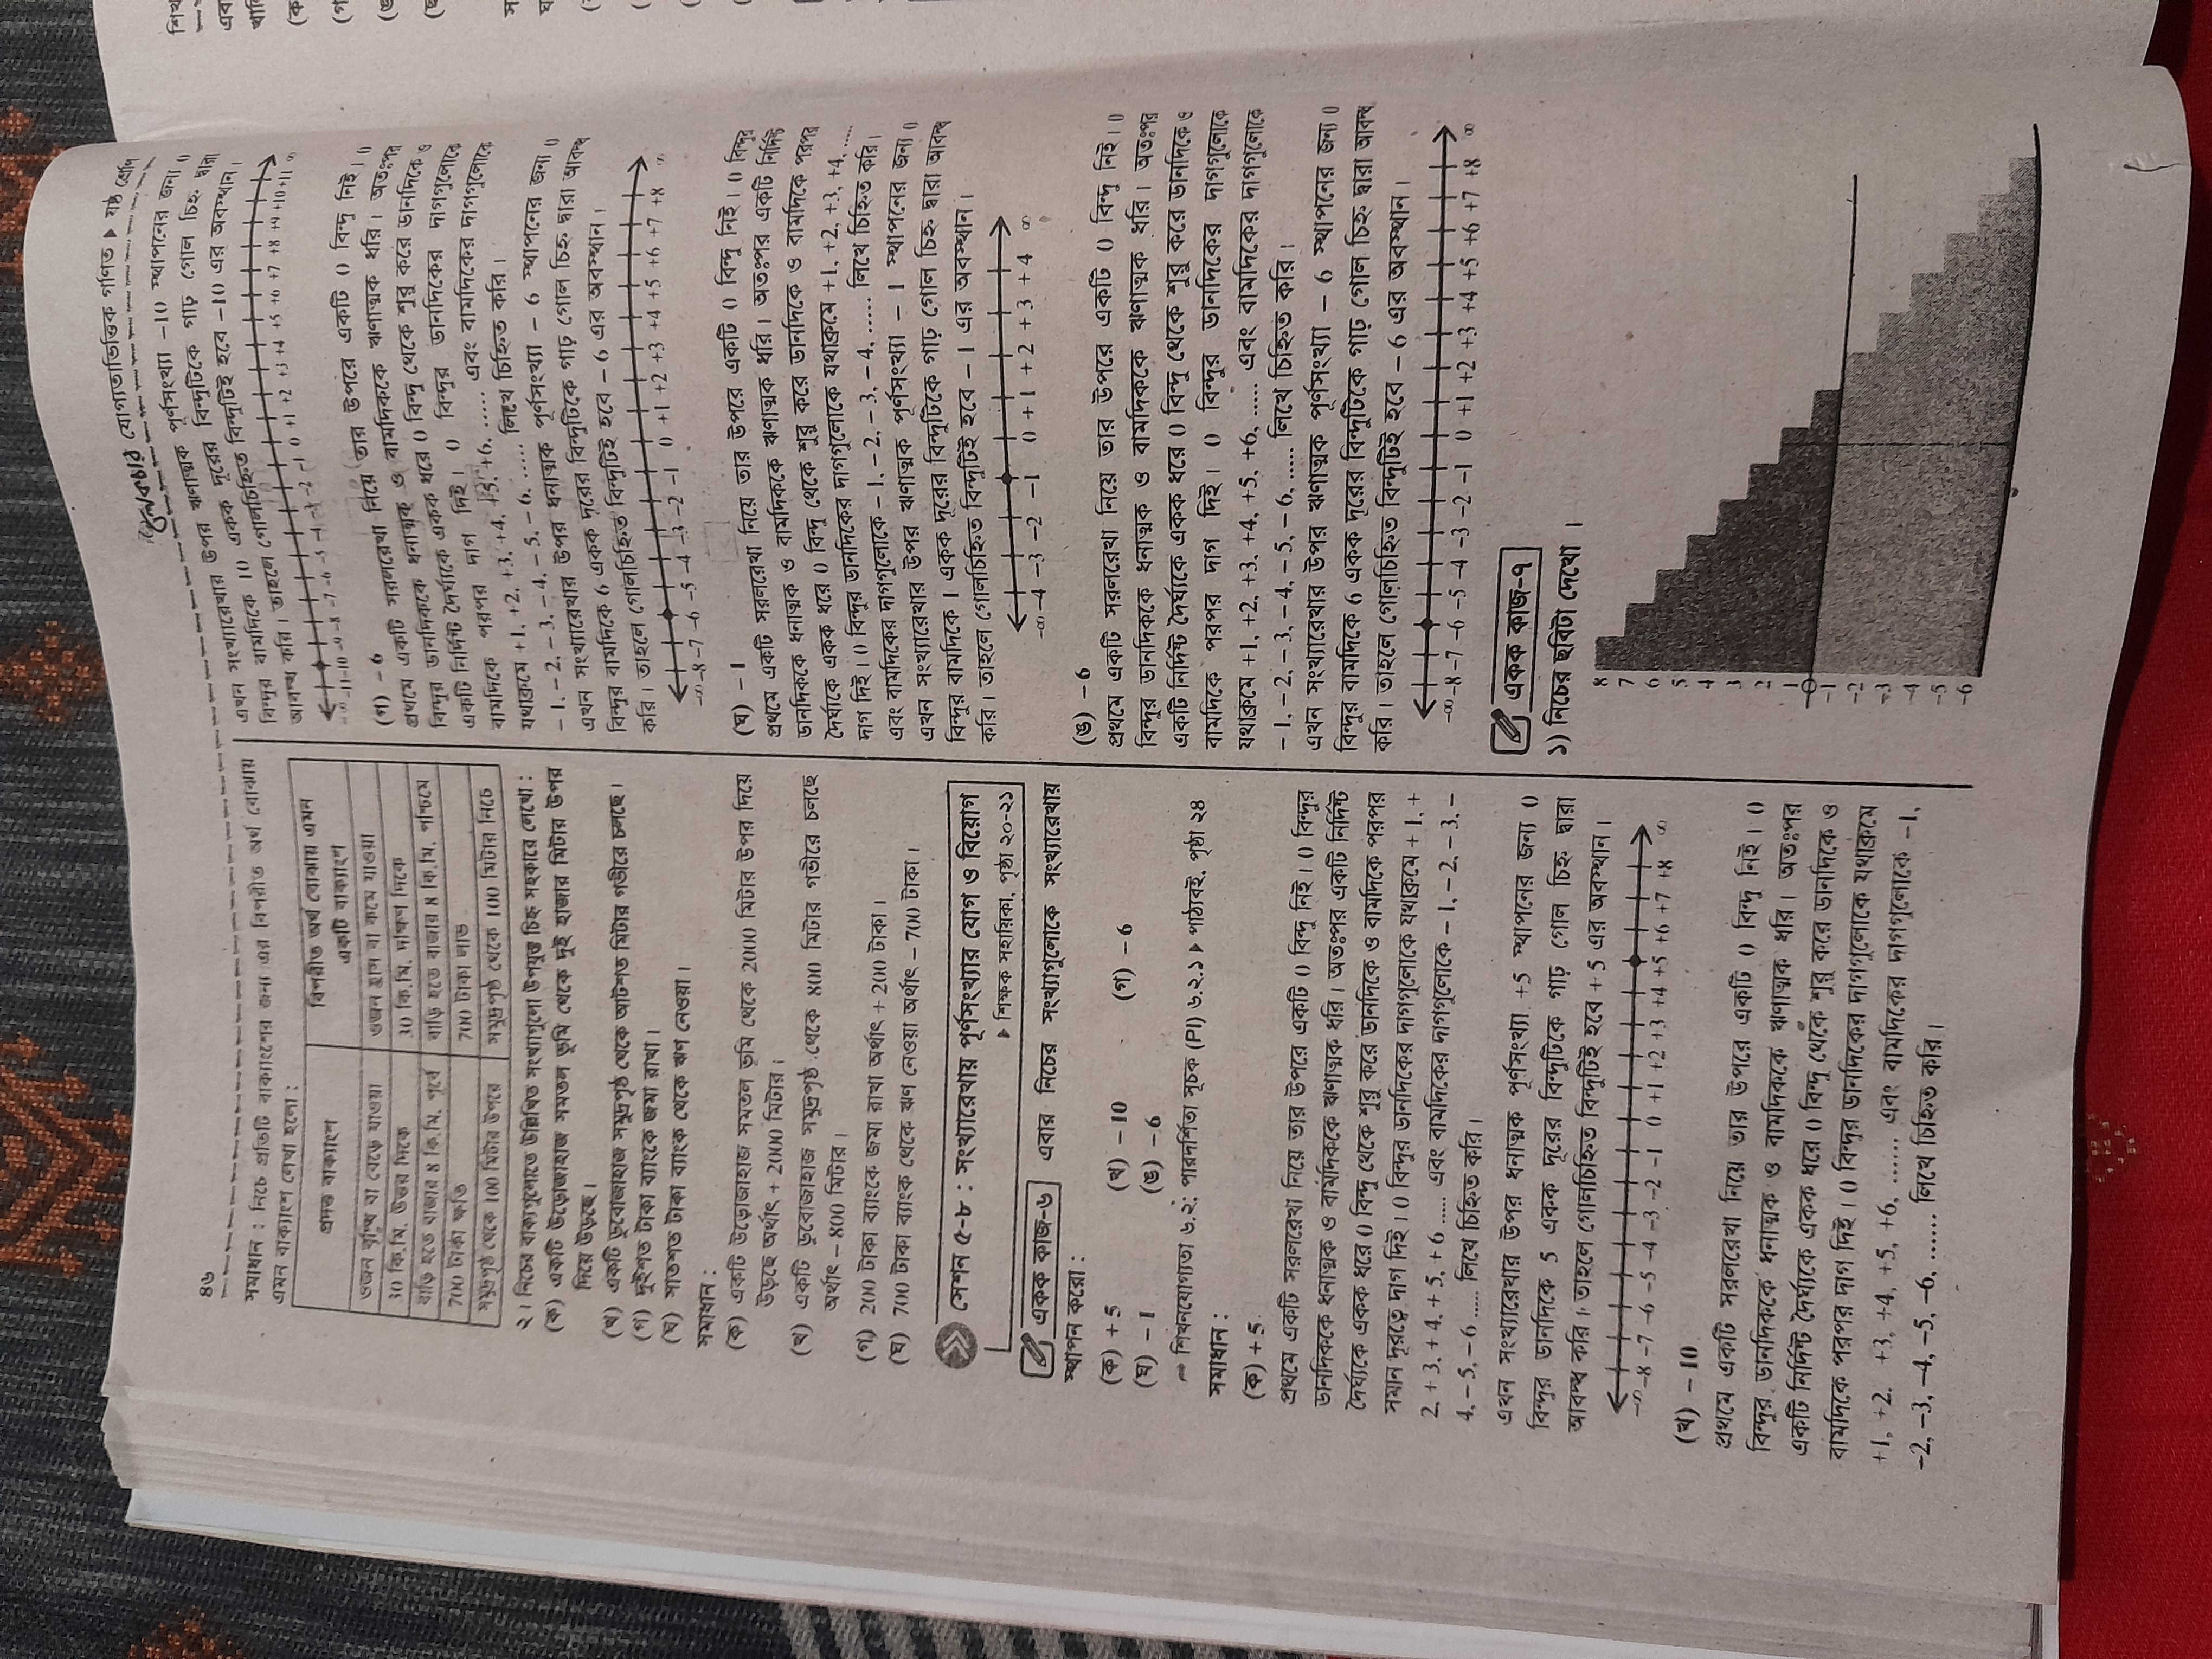 ৪৬
লেকচার যোগ্যতাভিত্তিক গণিত ▶ ষষ্ঠ শ্রেণি
সমাধান : নিচে প্রতিটি বাক্যাংশের জন্য এর বিপরীত অর্থ বোঝায়
এমন বাক্যাংশ লেখা হলো :
প্রদত্ত বাক্যাংশ
বিপরীত অর্থ বোঝায় এমন
একটি বাক্যাংশ
ওজন বৃদ্ধি বা বেড়ে যাওয়া
ওজন হ্রাস বা কমে যাওয়া
30 কি.মি. উত্তর দিকে
30 কি.মি. দক্ষিণ দিকে
বাড়ি হতে বাজার ৪ কি.মি. পূর্বে
বাড়ি হতে বাজার ৪ কি.মি. পশ্চিমে
700 টাকা ক্ষতি
700 টাকা লাভ
সমুদ্রপৃষ্ঠ থেকে 100 মিটার উপরে
সমুদ্রপৃষ্ঠ থেকে 100 মিটার নিচে
২। নিচের বাক্যগুলোতে উল্লিখিত সংখ্যাগুলো উপযুক্ত চিহ্ন সহকারে লেখো :
(ক) একটি উড়োজাহাজ সমতল ভূমি থেকে দুই হাজার মিটার উপর
দিয়ে উড়ছে।
(খ) একটি ডুবোজাহাজ সমুদ্রপৃষ্ঠ থেকে আটশত মিটার গভীরে চলছে।
(গ) দুইশত টাকা ব্যাংকে জমা রাখা।
(ঘ) সাতশত টাকা ব্যাংক থেকে ঋণ নেওয়া।
সমাধান :
(ক) একটি উড়োজাহাজ সমতল ভূমি থেকে 2000 মিটার উপর দিয়ে
উড়ছে অর্থাৎ + 2000 মিটার।
(খ) একটি ডুবোজাহাজ সমুদ্রপৃষ্ঠ থেকে 800 মিটার গভীরে চলছে
অর্থাৎ – 800 মিটার।
(গ) 200 টাকা ব্যাংকে জমা রাখা অর্থাৎ + 200 টাকা।
(ঘ) 700 টাকা ব্যাংক থেকে ঋণ নেওয়া অর্থাৎ – 700 টাকা।
সেশন ৫-৮ : সংখ্যারেখায় পূর্ণসংখ্যার যোগ ও বিয়োগ
▶ শিক্ষক সহায়িকা, পৃষ্ঠা ২০-২১
একক কাজ-৬ এবার নিচের সংখ্যাগুলোকে সংখ্যারেখায়
স্থাপন করো :
(ক) +5 (খ) – 10 (গ) – 6
(ঘ) – 1 (ঙ) – 6
শিখনযোগ্যতা ৬.২; পারদর্শিতা সূচক (PI) ৬.২.১ ▶ পাঠ্যবই, পৃষ্ঠা ২৪
সমাধান :
(ক) +5
প্রথমে একটি সরলরেখা নিয়ে তার উপরে একটি 0 বিন্দু নিই। 0 বিন্দুর
ডানদিককে ধনাত্মক ও বামদিককে ঋণাত্মক ধরি। অতঃপর একটি নির্দিষ্ট
দৈর্ঘ্যকে একক ধরে 0 বিন্দু থেকে শুরু করে ডানদিকে ও বামদিকে পরপর
সমান দূরত্বে দাগ দিই। 0 বিন্দুর ডানদিকের দাগগুলোকে যথাক্রমে + 1, +
2, + 3, + 4, + 5, + 6 ..... এবং বামদিকের দাগগুলোকে – 1, – 2, – 3, –
4, – 5, – 6 ..... লিখে চিহ্নিত করি।
এখন সংখ্যারেখার উপর ধনাত্মক পূর্ণসংখ্যা +5 স্থাপনের জন্য 0
বিন্দুর ডানদিকে 5 একক দূরের বিন্দুটিকে গাঢ় গোল চিহ্ন দ্বারা
আবদ্ধ করি। তাহলে গোলচিহ্নিত বিন্দুটিই হবে + 5 এর অবস্থান।
–∞ –8 –7 –6 –5 –4 –3 –2 –1 0 +1 +2 +3 +4 +5 +6 +7 +8 ∞
(খ) – 10
প্রথমে একটি সরলরেখা নিয়ে তার উপরে একটি 0 বিন্দু নিই। 0
বিন্দুর ডানদিককে ধনাত্মক ও বামদিককে ঋণাত্মক ধরি। অতঃপর
একটি নির্দিষ্ট দৈর্ঘ্যকে একক ধরে 0 বিন্দু থেকে শুরু করে ডানদিকে ও
বামদিকে পরপর দাগ দিই। 0 বিন্দুর ডানদিকের দাগগুলোকে যথাক্রমে
+1, +2, +3, +4, +5, +6, ...... এবং বামদিকের দাগগুলোকে –1,
–2, –3, –4, –5, –6, ...... লিখে চিহ্নিত করি।
এখন সংখ্যারেখার উপর ঋণাত্মক পূর্ণসংখ্যা –10 স্থাপনের জন্য 0
বিন্দুর বামদিকে 10 একক দূরের বিন্দুটিকে গাঢ় গোল চিহ্ন দ্বারা
আবদ্ধ করি। তাহলে গোলচিহ্নিত বিন্দুটিই হবে –10 এর অবস্থান।
–∞ –11 –10 –9 –8 –7 –6 –5 –4 –3 –2 –1 0 +1 +2 +3 +4 +5 +6 +7 +8 +9 +10 +11 ∞
(গ) – 6
প্রথমে একটি সরলরেখা নিয়ে তার উপরে একটি 0 বিন্দু নিই। 0
বিন্দুর ডানদিককে ধনাত্মক ও বামদিককে ঋণাত্মক ধরি। অতঃপর
একটি নির্দিষ্ট দৈর্ঘ্যকে একক ধরে 0 বিন্দু থেকে শুরু করে ডানদিকে ও
বামদিকে পরপর দাগ দিই। 0 বিন্দুর ডানদিকের দাগগুলোকে
যথাক্রমে +1, +2, +3, +4, +5, +6, ..... এবং বামদিকের দাগগুলোকে
– 1, – 2, – 3, – 4, – 5, – 6, ..... লিখে চিহ্নিত করি।
এখন সংখ্যারেখার উপর ধনাত্মক পূর্ণসংখ্যা – 6 স্থাপনের জন্য 0
বিন্দুর বামদিকে 6 একক দূরের বিন্দুটিকে গাঢ় গোল চিহ্ন দ্বারা আবদ্ধ
করি। তাহলে গোলচিহ্নিত বিন্দুটিই হবে – 6 এর অবস্থান।
–∞ –8 –7 –6 –5 –4 –3 –2 –1 0 +1 +2 +3 +4 +5 +6 +7 +8 ∞
(ঘ) – 1
প্রথমে একটি সরলরেখা নিয়ে তার উপরে একটি 0 বিন্দু নিই। 0 বিন্দুর
ডানদিককে ধনাত্মক ও বামদিককে ঋণাত্মক ধরি। অতঃপর একটি নির্দিষ্ট
দৈর্ঘ্যকে একক ধরে 0 বিন্দু থেকে শুরু করে ডানদিকে ও বামদিকে পরপর
দাগ দিই। 0 বিন্দুর ডানদিকের দাগগুলোকে যথাক্রমে +1, +2, +3, +4, .....
এবং বামদিকের দাগগুলোকে – 1, – 2, – 3, – 4, ..... লিখে চিহ্নিত করি।
এখন সংখ্যারেখার উপর ঋণাত্মক পূর্ণসংখ্যা – 1 স্থাপনের জন্য 0
বিন্দুর বামদিকে 1 একক দূরের বিন্দুটিকে গাঢ় গোল চিহ্ন দ্বারা আবদ্ধ
করি। তাহলে গোলচিহ্নিত বিন্দুটিই হবে – 1 এর অবস্থান।
–∞ –4 –3 –2 –1 0 +1 +2 +3 +4 ∞
(ঙ) – 6
প্রথমে একটি সরলরেখা নিয়ে তার উপরে একটি 0 বিন্দু নিই। 0
বিন্দুর ডানদিককে ধনাত্মক ও বামদিককে ঋণাত্মক ধরি। অতঃপর
একটি নির্দিষ্ট দৈর্ঘ্যকে একক ধরে 0 বিন্দু থেকে শুরু করে ডানদিকে ও
বামদিকে পরপর দাগ দিই। 0 বিন্দুর ডানদিকের দাগগুলোকে
যথাক্রমে +1, +2, +3, +4, +5, +6, ..... এবং বামদিকের দাগগুলোকে
– 1, – 2, – 3, – 4, – 5, – 6, ..... লিখে চিহ্নিত করি।
এখন সংখ্যারেখার উপর ঋণাত্মক পূর্ণসংখ্যা – 6 স্থাপনের জন্য 0
বিন্দুর বামদিকে 6 একক দূরের বিন্দুটিকে গাঢ় গোল চিহ্ন দ্বারা আবদ্ধ
করি। তাহলে গোলচিহ্নিত বিন্দুটিই হবে – 6 এর অবস্থান।
–∞ –8 –7 –6 –5 –4 –3 –2 –1 0 +1 +2 +3 +4 +5 +6 +7 +8 ∞
একক কাজ-৭
১) নিচের ছবিটা দেখো।
8
7
6
5
4
3
2
1
0
–1
–2
–3
–4
–5
–6